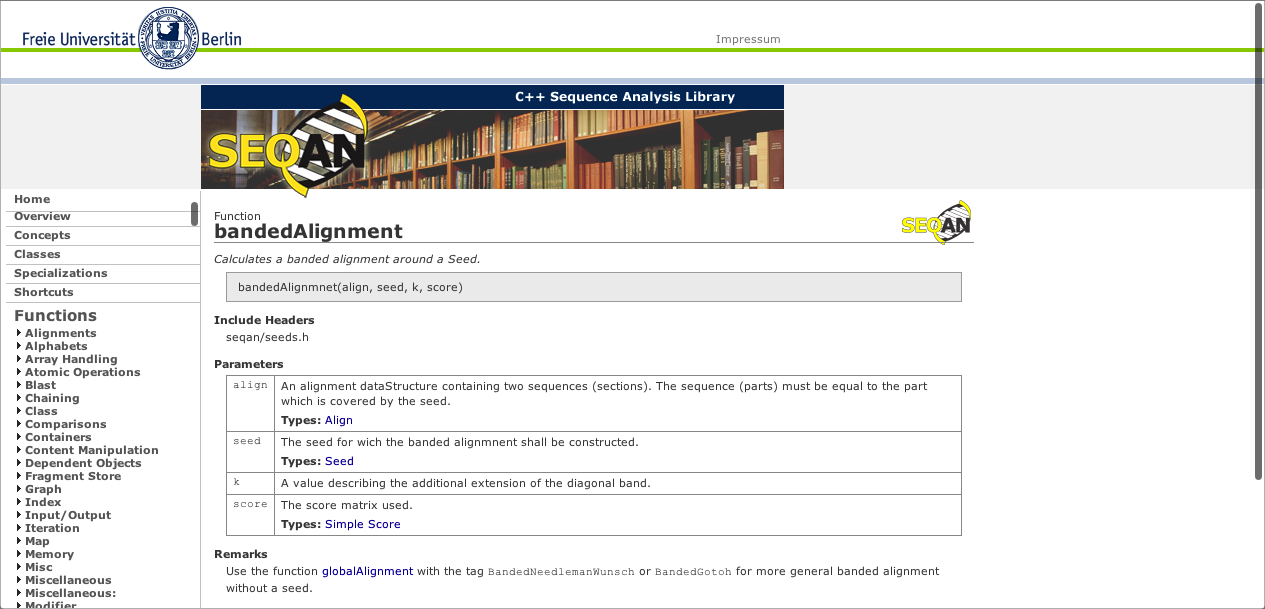 Freie Universität Berlin
Impressum
C++ Sequence Analysis Library
SEQAN
Home
Overview
Concepts
Classes
Specializations
Shortcuts
Functions
Alignments
Alphabets
Array Handling
Atomic Operations
Blast
Chaining
Class
Comparisons
Containers
Content Manipulation
Dependent Objects
Fragment Store
Graph
Index
Input/Output
Iteration
Map
Memory
Misc
Miscellaneous
Miscellaneous:
Modifier
Function
bandedAlignment
SEQAN
Calculates a banded alignment around a Seed.
bandedAlignmnet(align, seed, k, score)
Include Headers
seqan/seeds.h
Parameters
align An alignment dataStructure containing two sequences (sections). The sequence (parts) must be equal to the part
which is covered by the seed.
Types: Align
seed The seed for wich the banded alignmnent shall be constructed.
Types: Seed
k A value describing the additional extension of the diagonal band.
score The score matrix used.
Types: Simple Score
Remarks
Use the function globalAlignment with the tag BandedNeedlemanWunsch or BandedGotoh for more general banded alignment
without a seed.